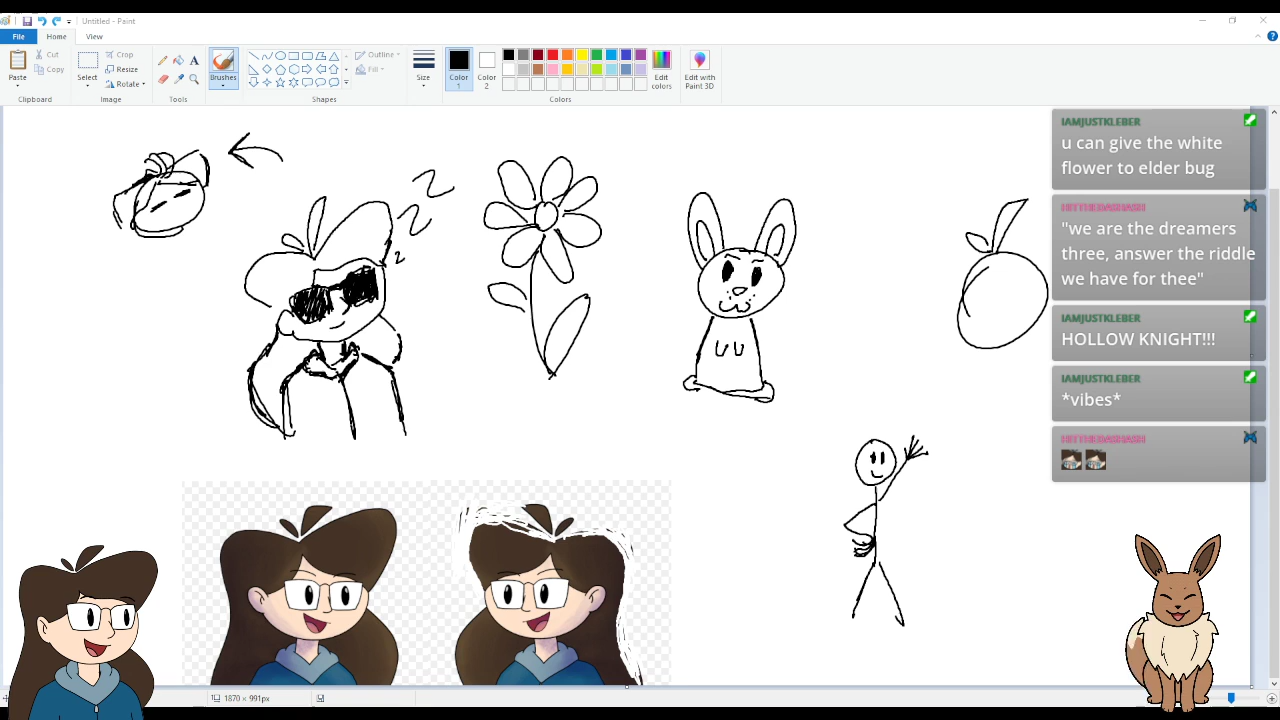 Untitled - Paint
File
Home
View
Paste
Cut
Copy
Clipboard
Select
Crop
Resize
Rotate
Image
A
Tools
Brushes
Outline
Fill
Shapes
Size
Color
1
Color
2
Edit
colors
Edit with
Paint 3D
Colors
Z
Z
z
IAMJUSTKLEBER
u can give the white
flower to elder bug
"we are the dreamers
three, answer the riddle
we have for thee"
IAMJUSTKLEBER
HOLLOW KNIGHT!!!
IAMJUSTKLEBER
*vibes*
1870 × 991px